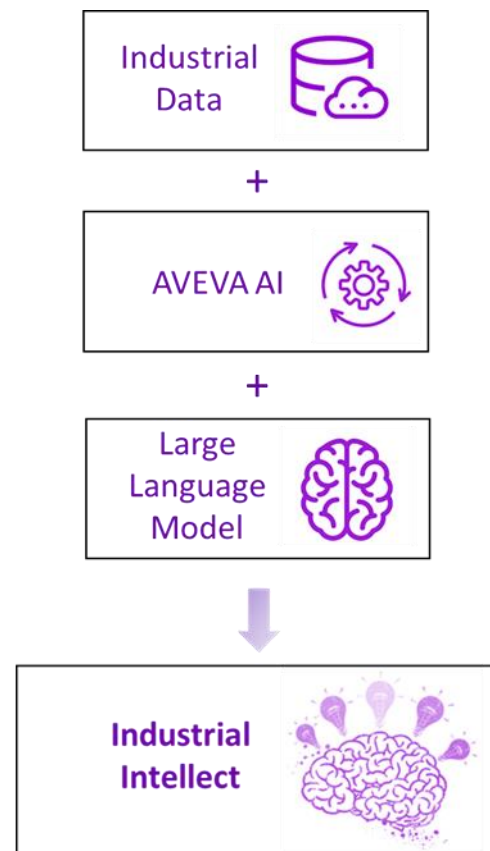 Industrial
Data
+
AVEVA AI
+
Large
Language
Model
Industrial
Intellect